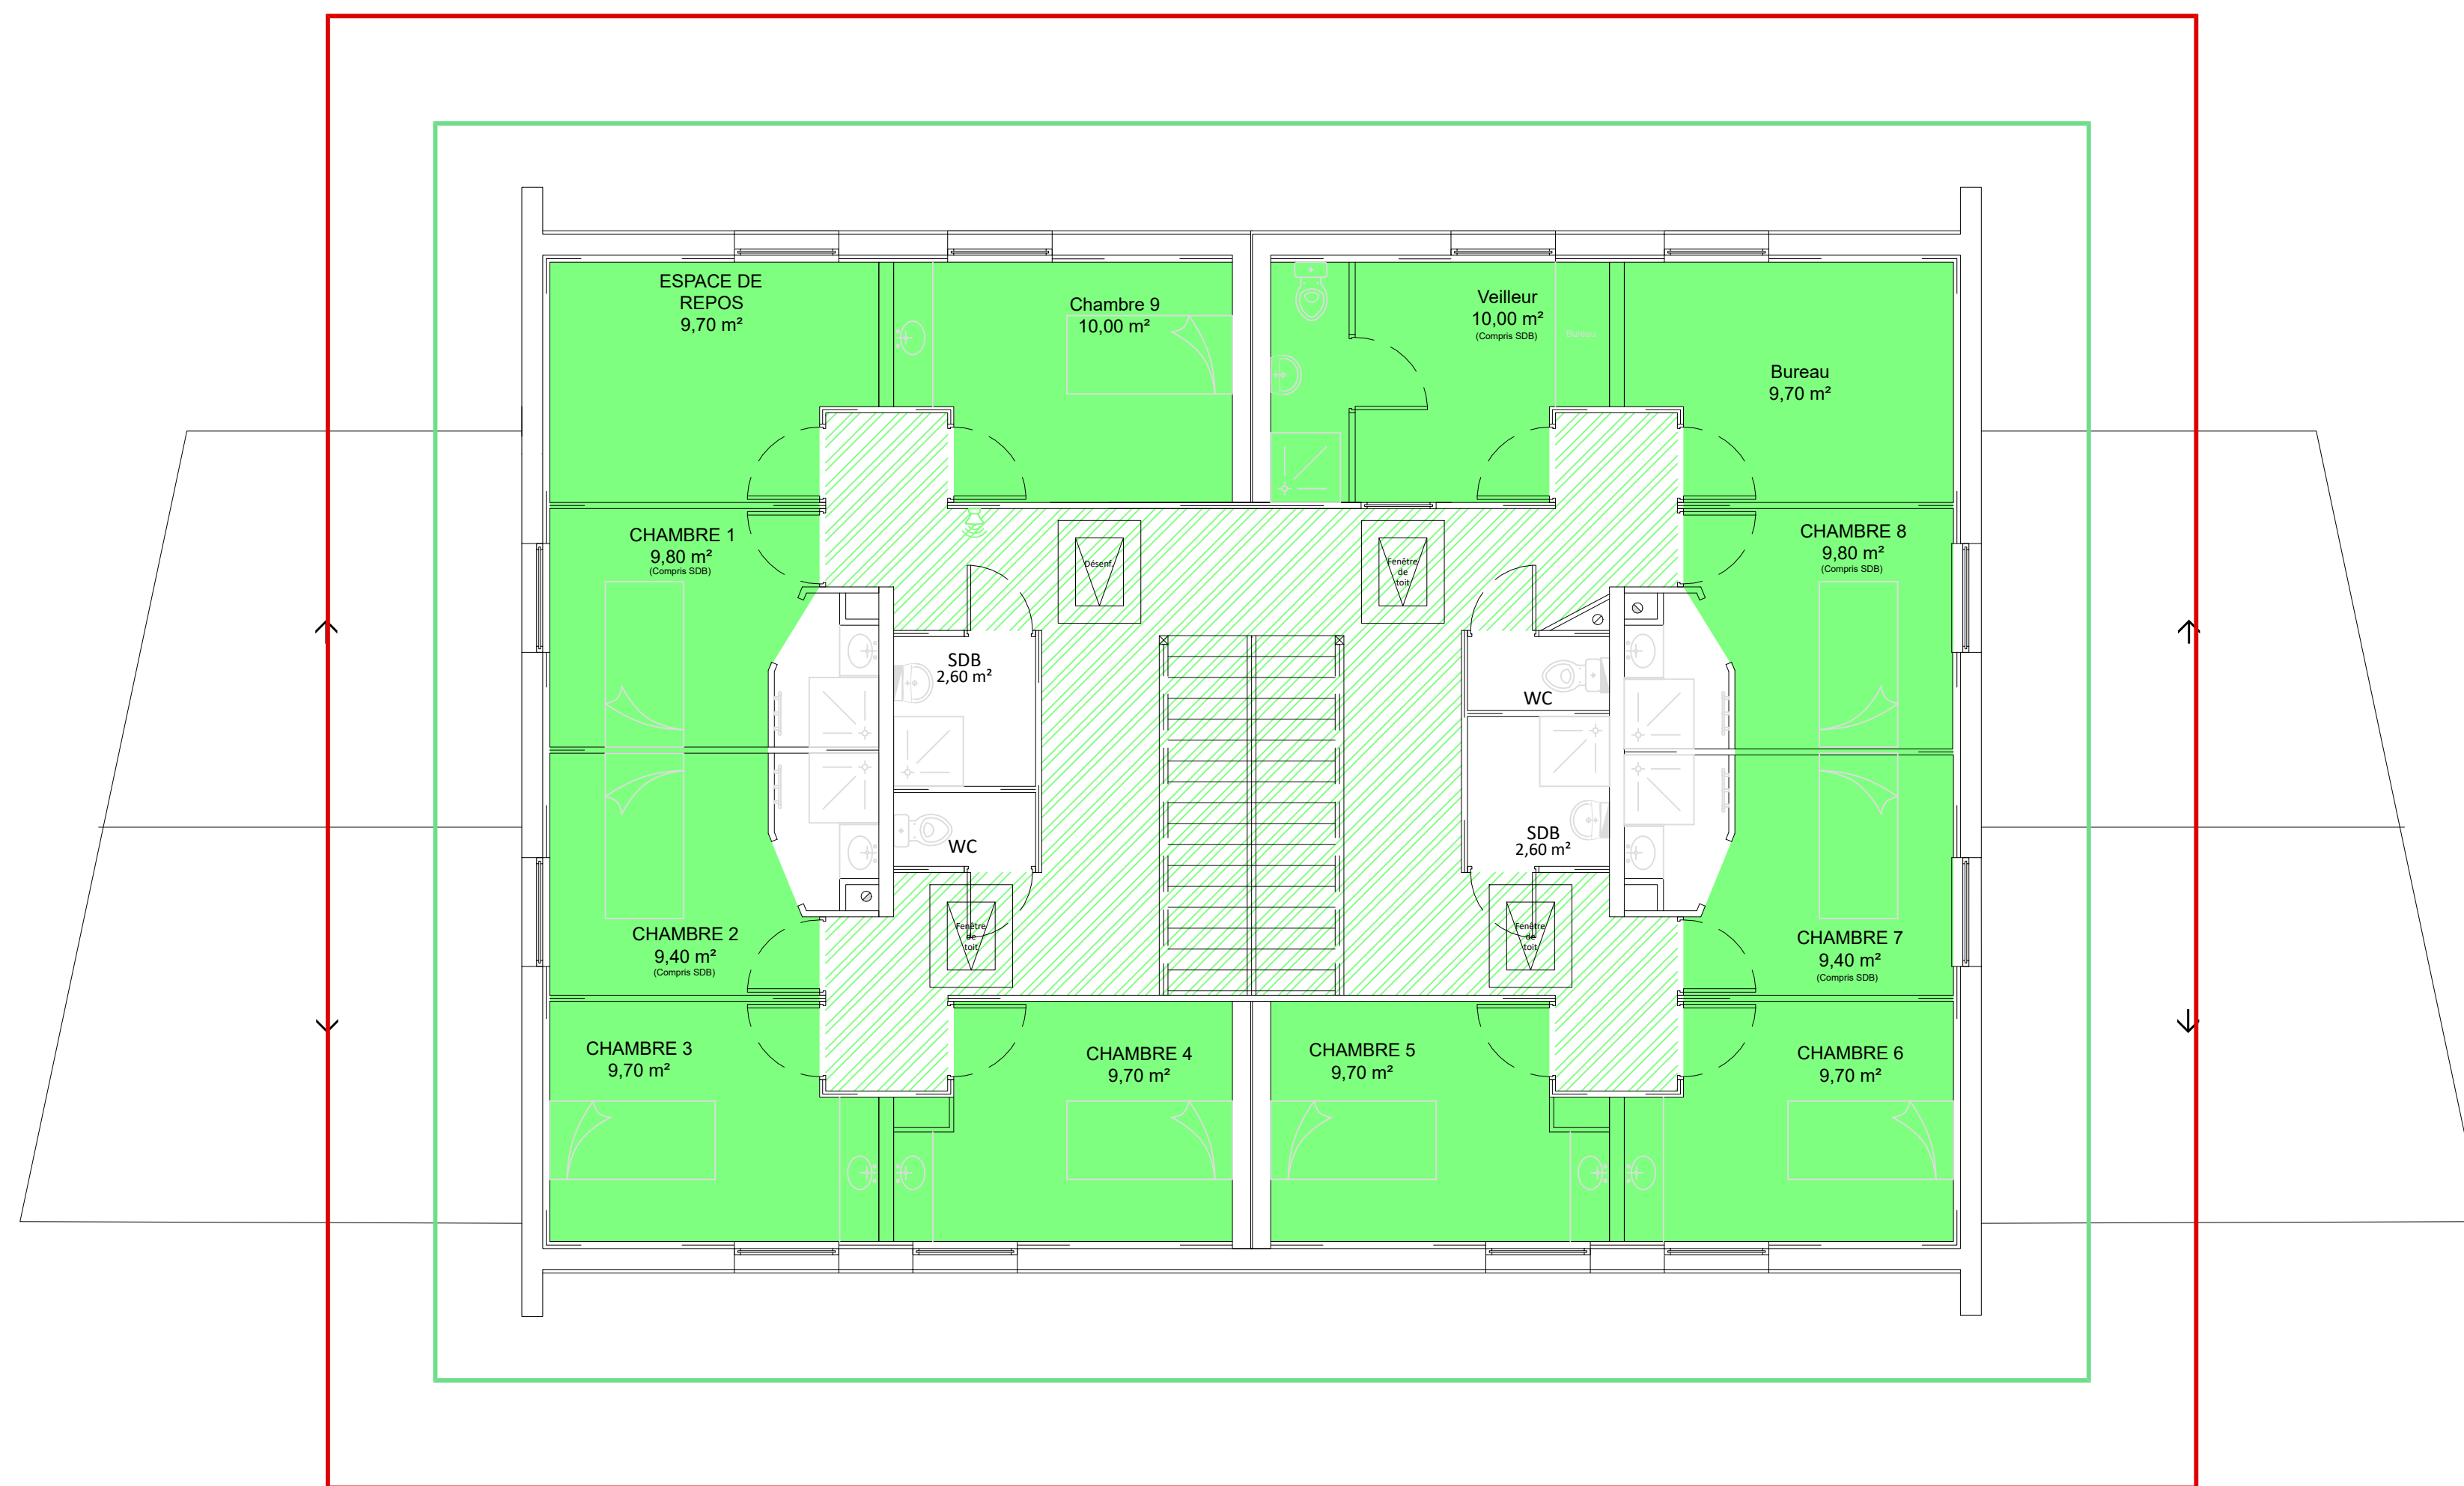 ESPACE DE
REPOS
9,70 m²
Chambre 9
10,00 m²
Veilleur
10,00 m²
(Compris SDB)
Bureau
Bureau
9,70 m²
CHAMBRE 1
9,80 m²
(Compris SDB)
Désenf.
Fenêtre
de
toit
CHAMBRE 8
9,80 m²
(Compris SDB)
SDB
2,60 m²
WC
WC
SDB
2,60 m²
CHAMBRE 2
9,40 m²
(Compris SDB)
Fenêtre
de
toit
Fenêtre
de
toit
CHAMBRE 7
9,40 m²
(Compris SDB)
CHAMBRE 3
9,70 m²
CHAMBRE 4
9,70 m²
CHAMBRE 5
9,70 m²
CHAMBRE 6
9,70 m²